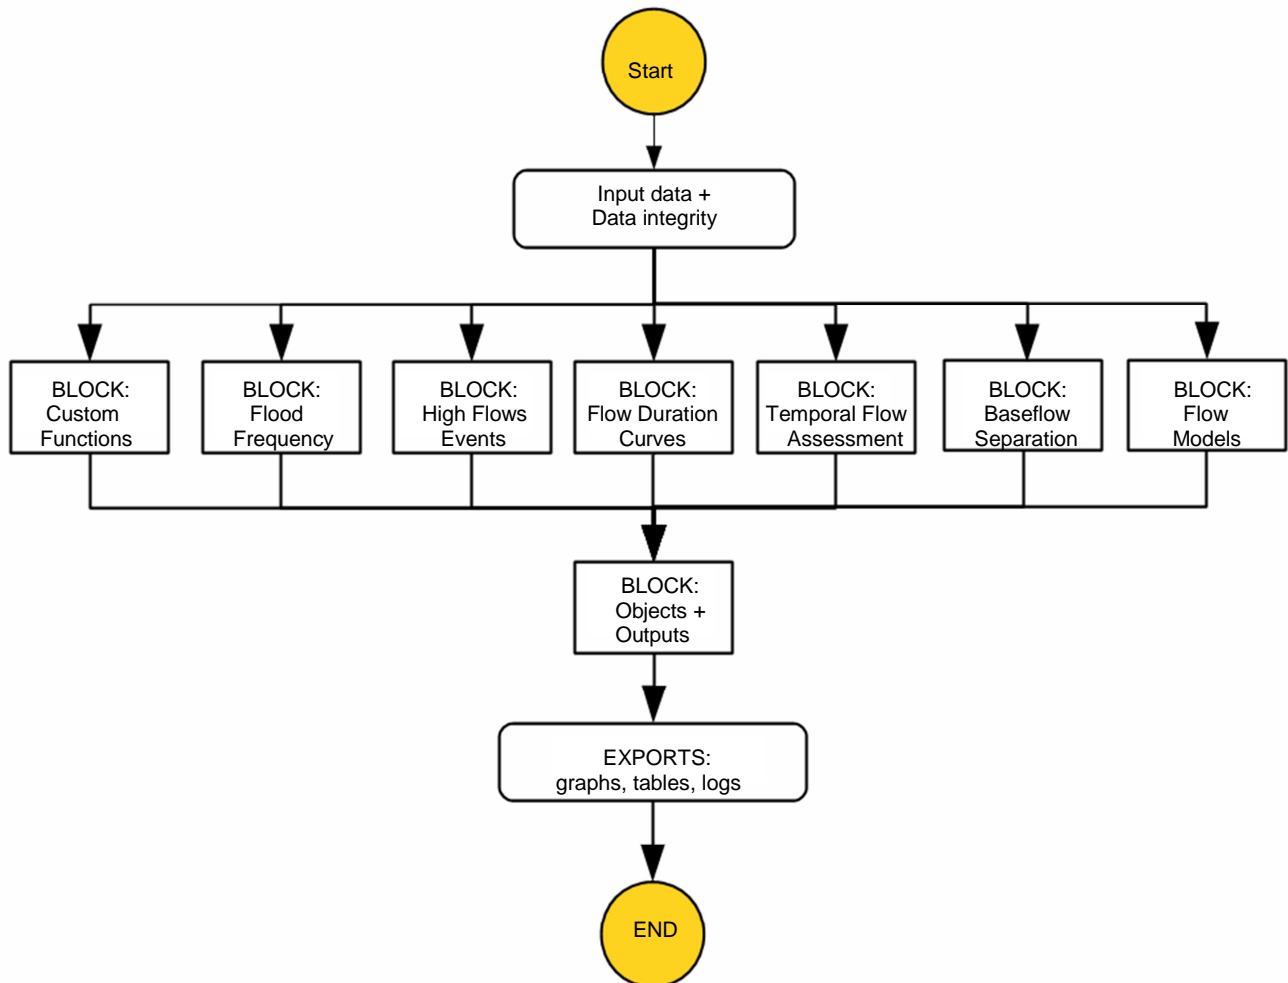 Start
Input data +
Data integrity
BLOCK:
Custom
Functions
BLOCK:
Flood
Frequency
BLOCK:
High Flows
Events
BLOCK:
Flow Duration
Curves
BLOCK:
Temporal Flow
Assessment
BLOCK:
Baseflow
Separation
BLOCK:
Flow
Models
BLOCK:
Objects +
Outputs
EXPORTS:
graphs, tables, logs
END